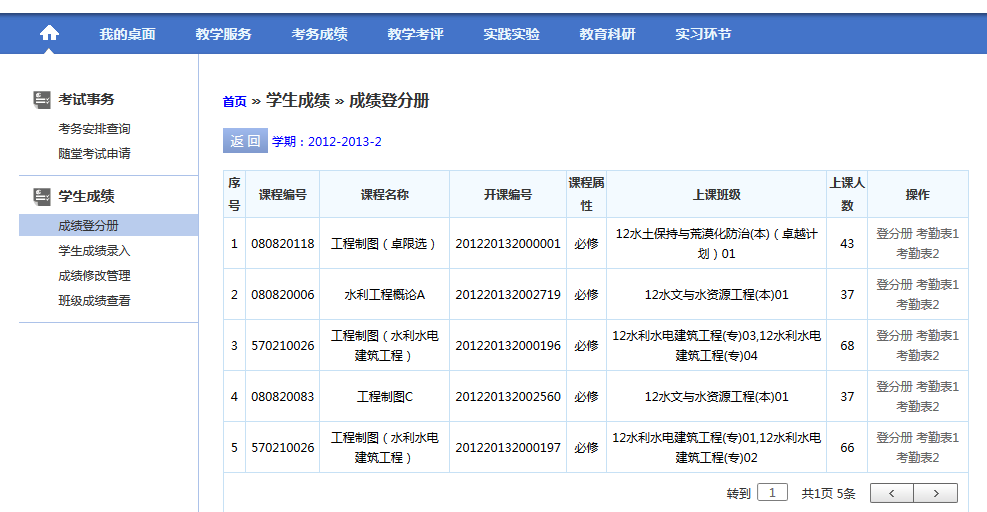 我的桌面 教学服务 考务成绩 教学考评 实践实验 教育科研 实习环节
考试事务
考务安排查询
随堂考试申请
学生成绩
成绩登分册
学生成绩录入
成绩修改管理
班级成绩查看
首页 » 学生成绩 » 成绩登分册
返 回 学期：2012-2013-2
序号 课程编号 课程名称 开课编号 课程属性 上课班级 上课人数 操作
1 080820118 工程制图（卓限选） 201220132000001 必修 12水土保持与荒漠化防治(本)（卓越计划）01 43 登分册 考勤表1 考勤表2
2 080820006 水利工程概论A 201220132002719 必修 12水文与水资源工程(本)01 37 登分册 考勤表1 考勤表2
3 570210026 工程制图（水利水电建筑工程） 201220132000196 必修 12水利水电建筑工程(专)03,12水利水电建筑工程(专)04 68 登分册 考勤表1 考勤表2
4 080820083 工程制图C 201220132002560 必修 12水文与水资源工程(本)01 37 登分册 考勤表1 考勤表2
5 570210026 工程制图（水利水电建筑工程） 201220132000197 必修 12水利水电建筑工程(专)01,12水利水电建筑工程(专)02 66 登分册 考勤表1 考勤表2
转到 1 共1页 5条 < >